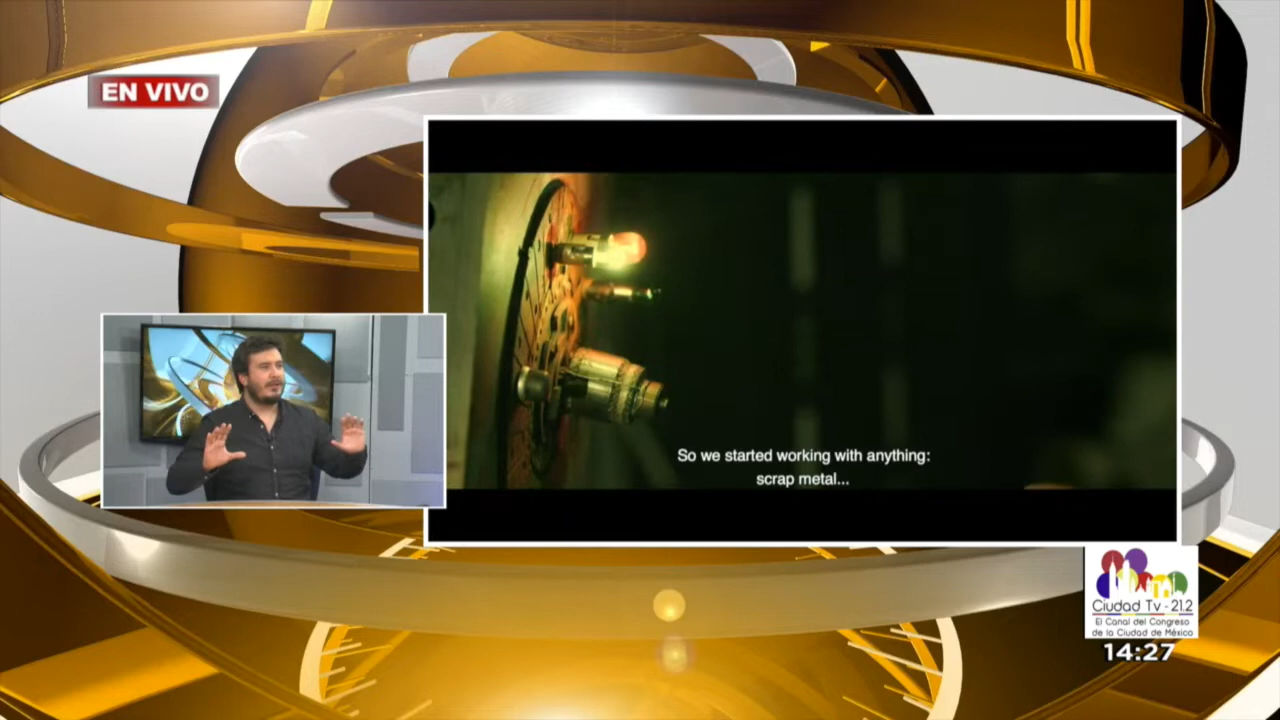 EN VIVO
So we started working with anything:
scrap metal...
Ciudad Tv - 21.2
El Canal del Congreso
de la Ciudad de México
14:27